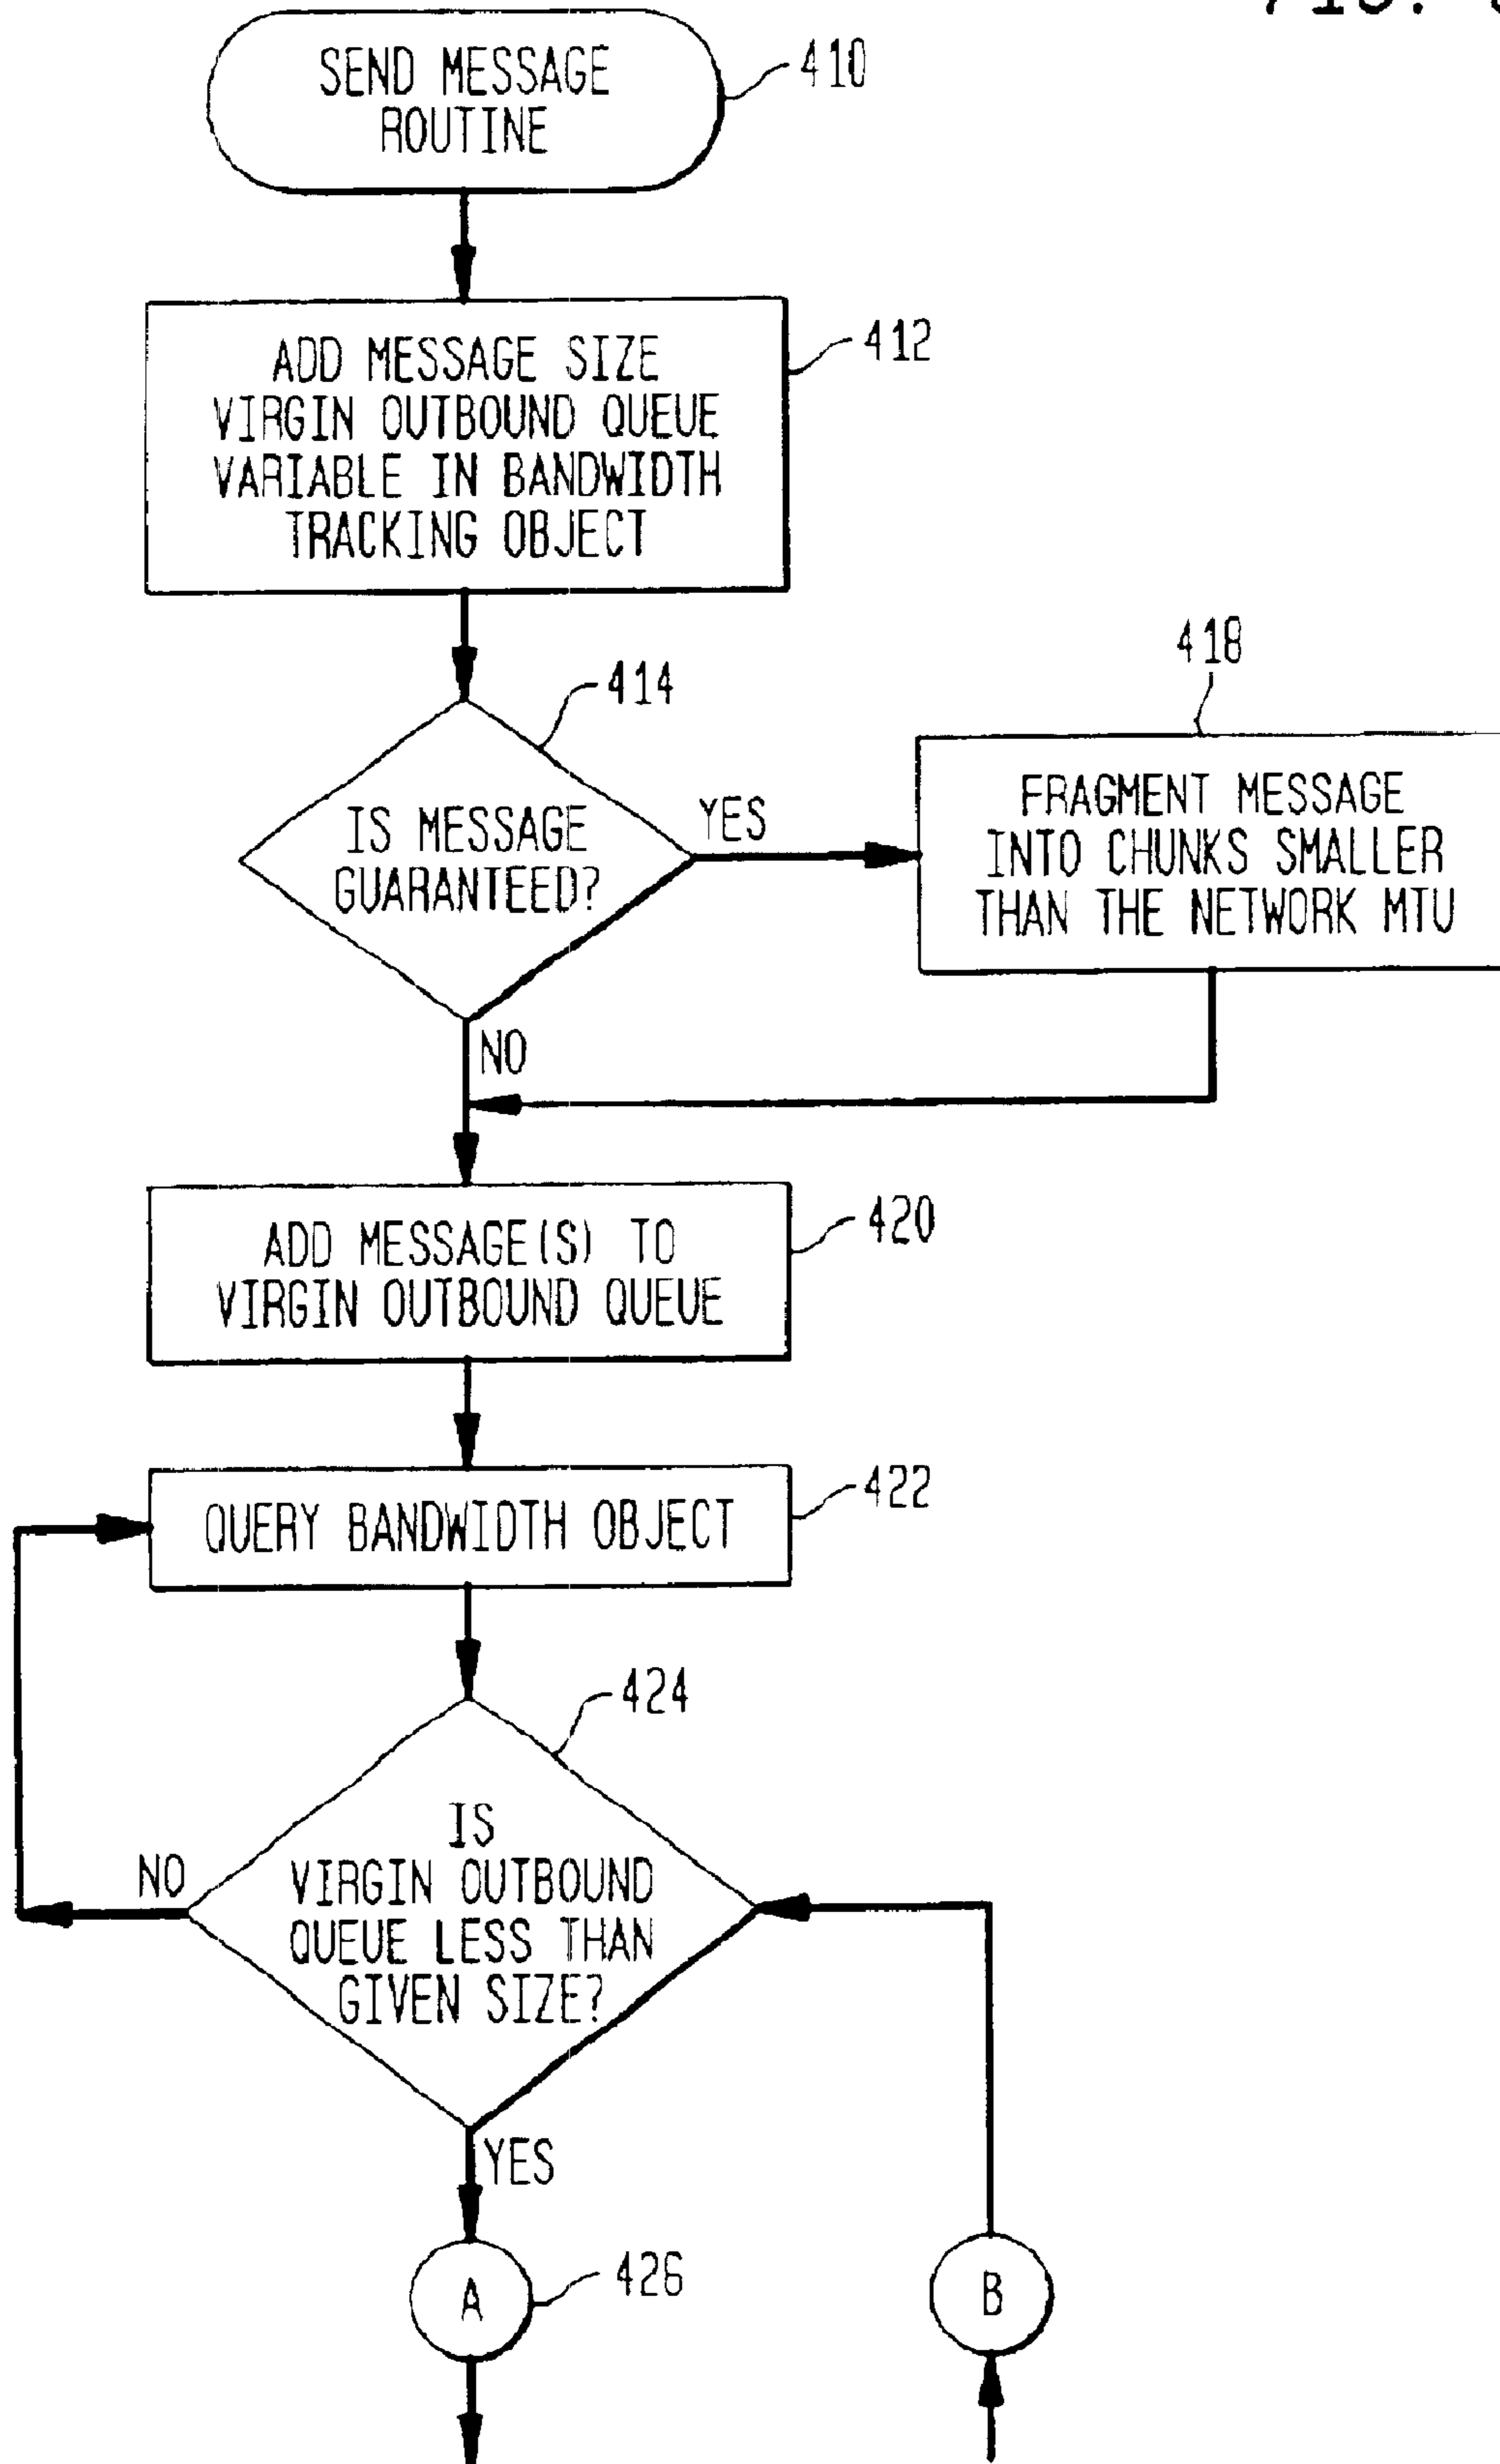 SEND MESSAGE
ROUTINE
410
ADD MESSAGE SIZE
VIRGIN OUTBOUND QUEUE
VARIABLE IN BANDWIDTH
TRACKING OBJECT
412
414
IS MESSAGE
GUARANTEED?
YES
418
FRAGMENT MESSAGE
INTO CHUNKS SMALLER
THAN THE NETWORK MTU
NO
ADD MESSAGE(S) TO
VIRGIN OUTBOUND QUEUE
420
QUERY BANDWIDTH OBJECT
422
424
IS
VIRGIN OUTBOUND
QUEUE LESS THAN
GIVEN SIZE?
NO
YES
A
426
B